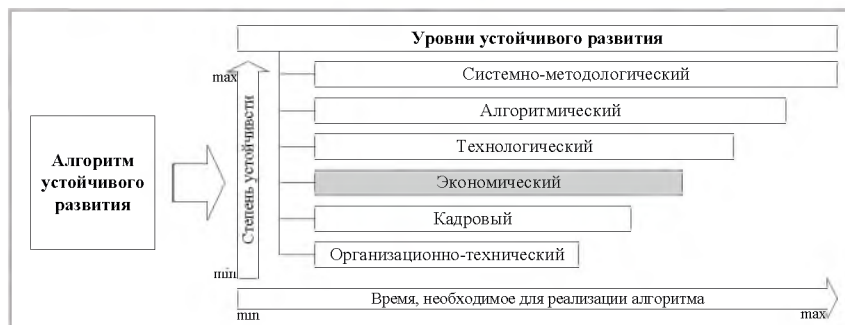 Уровни устойчивого развития
max
Системно-методологический
Алгоритмический
Технологический
Экономический
Кадровый
Организационно-технический
Алгоритм
устойчивого
развития
Степень устойчивсти
min
Время, необходимое для реализации алгоритма
min
max